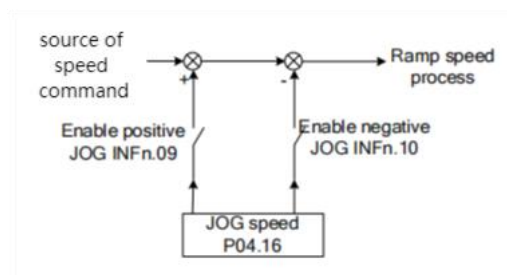 source of
speed
command
+
-
Ramp speed
process
Enable positive
JOG INFn.09
Enable negative
JOG INFn.10
JOG speed
P04.16